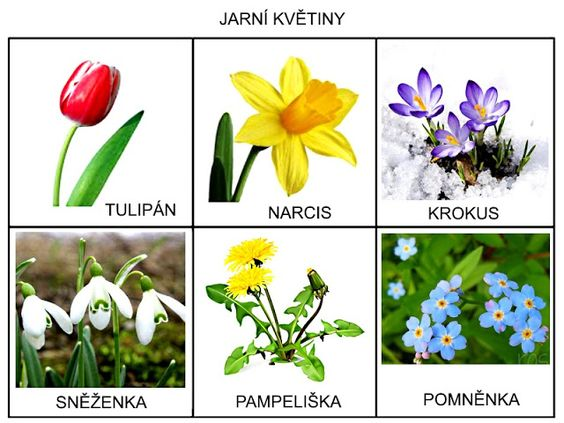 JARNÍ KVĚTINY
TULIPÁN
NARCIS
KROKUS
SNĚŽENKA
PAMPELIŠKA
POMNĚNKA